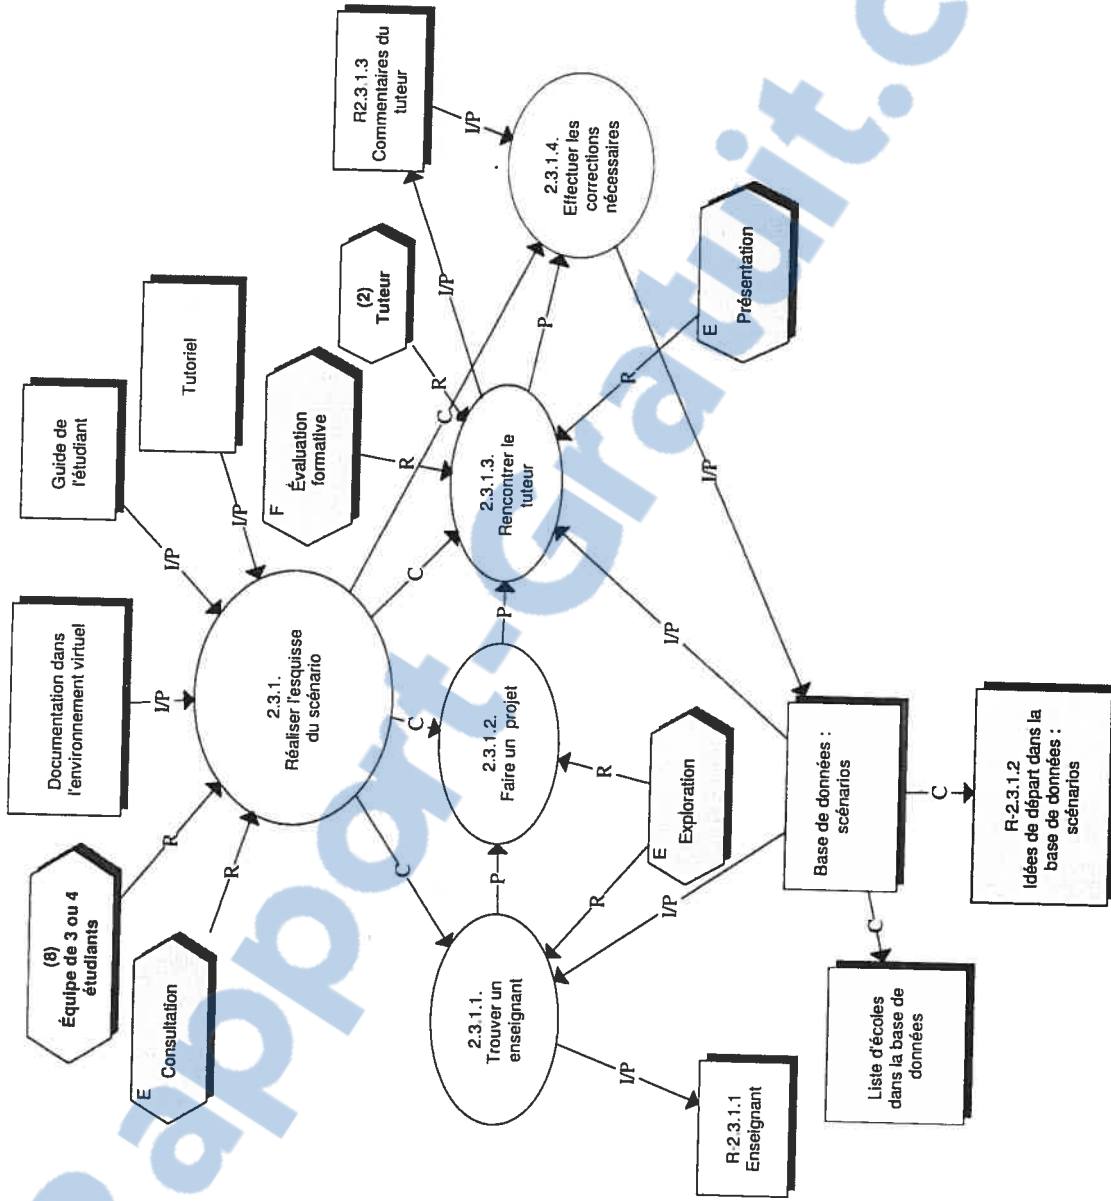 (8)
Équipe de 3 ou 4
étudiants
E
Consultation
Documentation dans
l'environnement virtuel
Guide de
l'étudiant
Tutoriel
R
R
I/P
I/P
I/P
2.3.1.
Réaliser l'esquisse
du scénario
F
Évaluation
formative
(2)
Tuteur
R2.3.1.3
Commentaires du
tuteur
C
C
C
C
R
R
I/P
I/P
2.3.1.1.
Trouver un
enseignant
P
2.3.1.2.
Faire un projet
P
2.3.1.3.
Rencontrer le
tuteur
P
2.3.1.4.
Effectuer les
corrections
nécessaires
I/P
R
I/P
R
I/P
R
I/P
R-2.3.1.1
Enseignant
E
Exploration
E
Présentation
Base de données :
scénarios
C
C
Liste d'écoles
dans la base de
données
R-2.3.1.2
Idées de départ dans la
base de données :
scénarios
apport-Gratuit.c